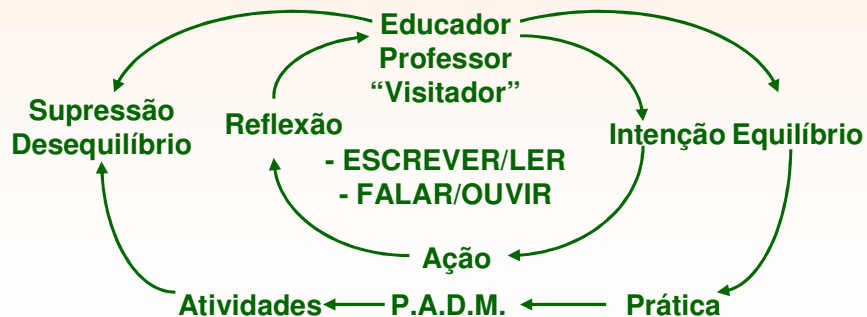 Educador
Professor
“Visitador”
Supressão
Desequilíbrio
Reflexão
Intenção Equilíbrio
- ESCREVER/LER
- FALAR/OUVIR
Ação
Atividades P.A.D.M. Prática